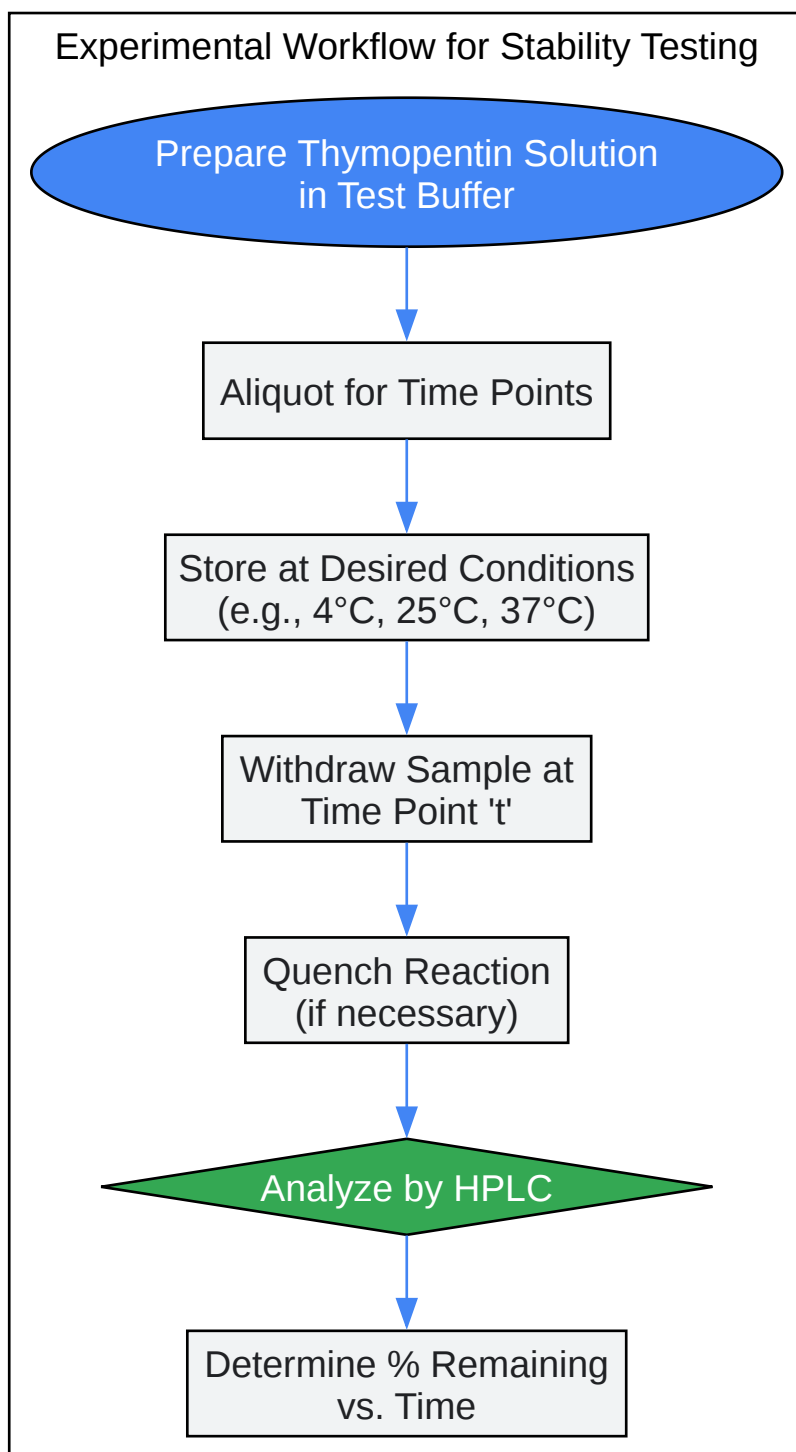 Experimental Workflow for Stability Testing
Prepare Thymopentin Solution
in Test Buffer
Aliquot for Time Points
Store at Desired Conditions
(e.g., 4°C, 25°C, 37°C)
Withdraw Sample at
Time Point 't'
Quench Reaction
(if necessary)
Analyze by HPLC
Determine % Remaining
vs. Time